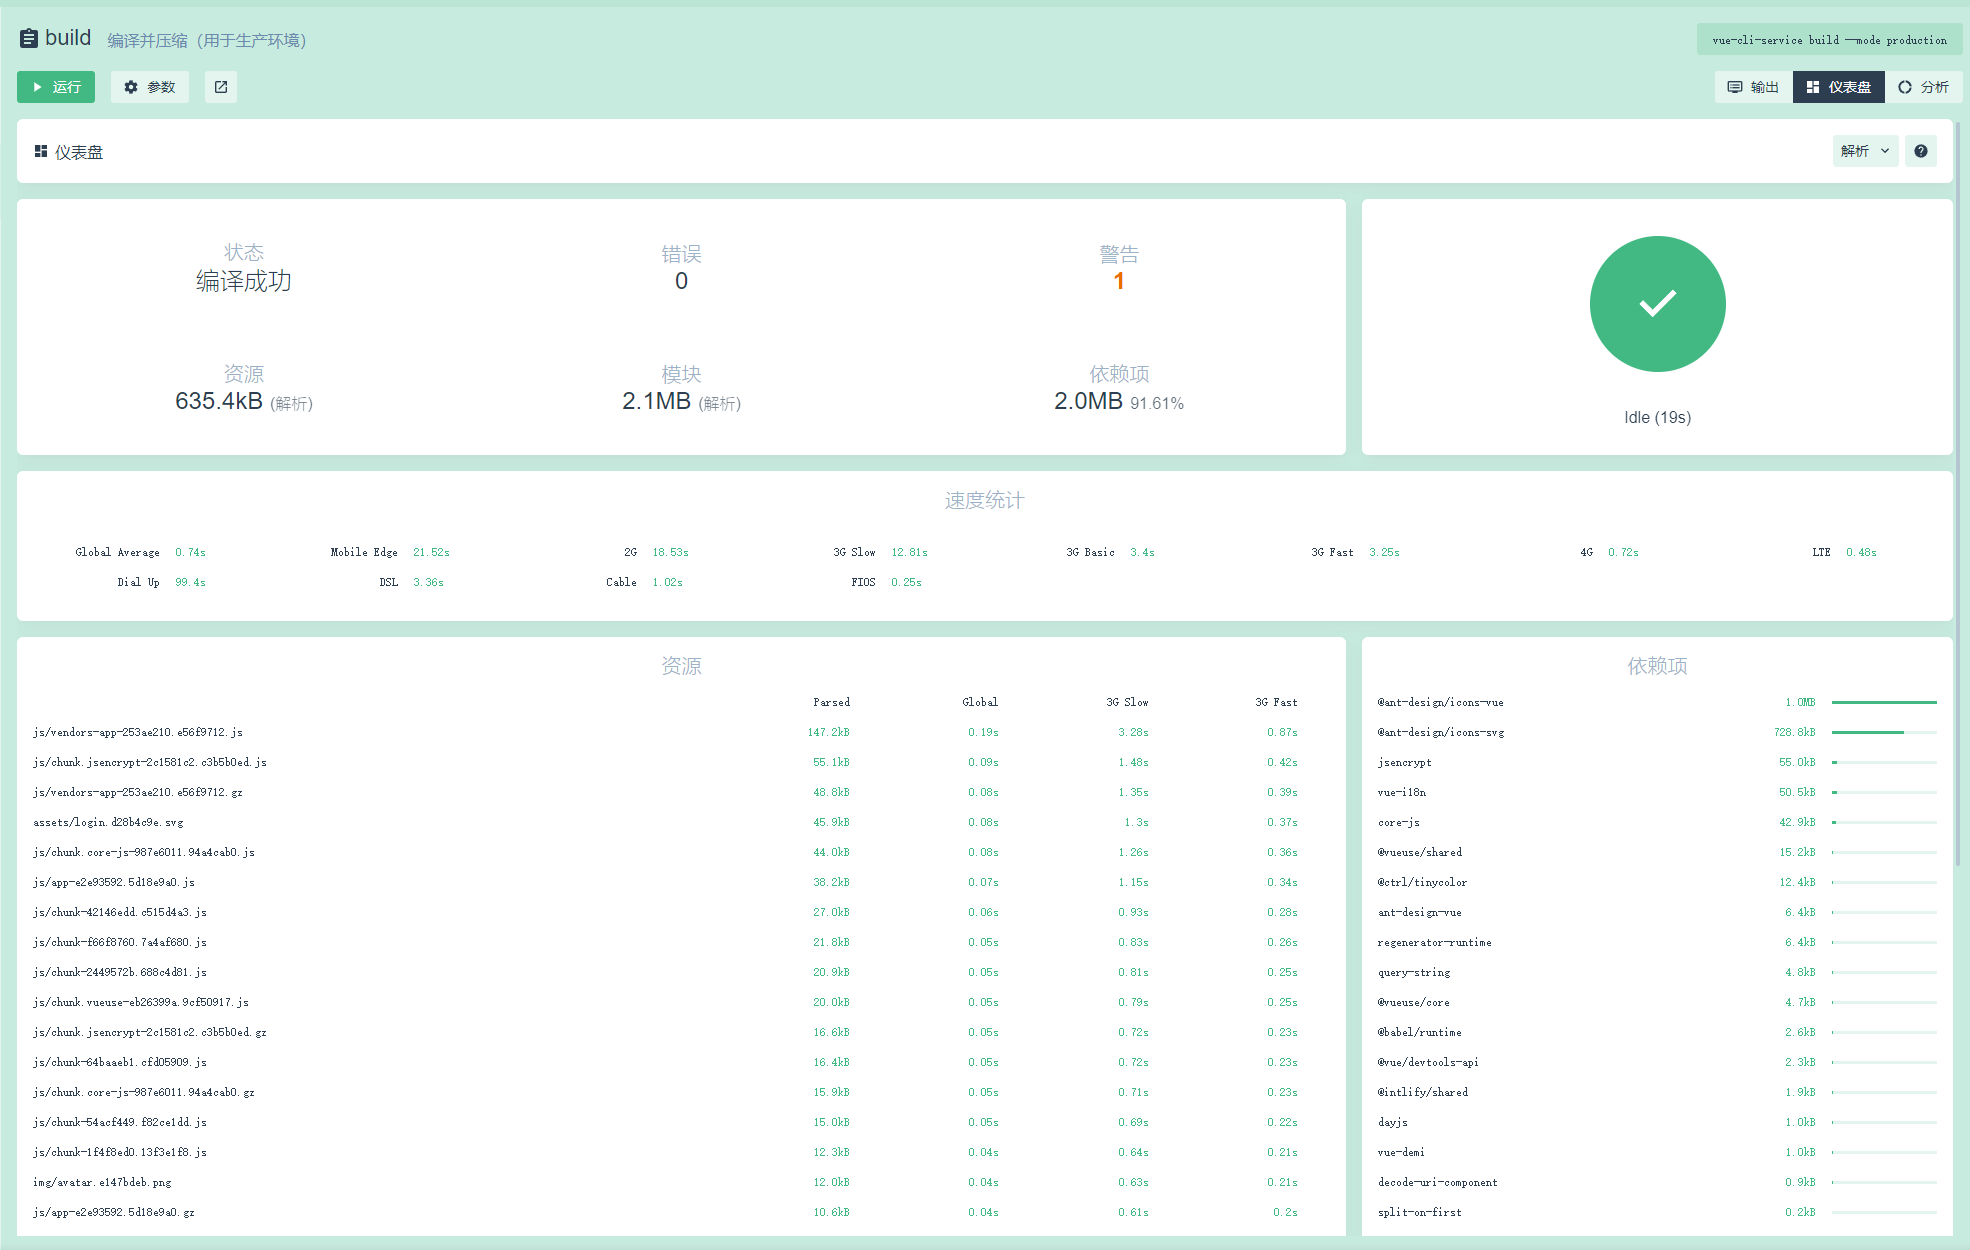 build 编译并压缩（用于生产环境）
vue-cli-service build --mode production
运行 参数
输出 仪表盘 分析
仪表盘
解析
状态
编译成功
错误
0
警告
1
资源
635.4kB (解析)
模块
2.1MB (解析)
依赖项
2.0MB 91.61%
Idle (19s)
速度统计
Global Average 0.74s
Mobile Edge 21.52s
2G 18.53s
3G Slow 12.81s
3G Basic 3.4s
3G Fast 3.25s
4G 0.72s
LTE 0.48s
Dial Up 99.4s
DSL 3.36s
Cable 1.02s
FIOS 0.25s
资源
Parsed Global 3G Slow 3G Fast
js/vendors-app-253ae210.e56f9712.js 147.2kB 0.19s 3.28s 0.87s
js/chunk.jsencrypt-2c1581c2.c3b5b0ed.js 55.1kB 0.09s 1.48s 0.42s
js/vendors-app-253ae210.e56f9712.gz 48.8kB 0.08s 1.35s 0.39s
assets/login.d28b4c9e.svg 45.9kB 0.08s 1.3s 0.37s
js/chunk.core-js-987e6011.94a4cab0.js 44.0kB 0.08s 1.26s 0.36s
js/app-e2e93592.5d18e9a0.js 38.2kB 0.07s 1.15s 0.34s
js/chunk-42146edd.c515d4a3.js 27.0kB 0.06s 0.93s 0.28s
js/chunk-f66f8760.7a4af680.js 21.8kB 0.05s 0.83s 0.26s
js/chunk-2449572b.688c4d81.js 20.9kB 0.05s 0.81s 0.25s
js/chunk.vueuse-eb26399a.9cf50917.js 20.0kB 0.05s 0.79s 0.25s
js/chunk.jsencrypt-2c1581c2.c3b5b0ed.gz 16.6kB 0.05s 0.72s 0.23s
js/chunk-64baaeb1.cfd05909.js 16.4kB 0.05s 0.72s 0.23s
js/chunk.core-js-987e6011.94a4cab0.gz 15.9kB 0.05s 0.71s 0.23s
js/chunk-54acf449.f82ce1dd.js 15.0kB 0.05s 0.69s 0.22s
js/chunk-1f4f8ed0.13f3e1f8.js 12.3kB 0.04s 0.64s 0.21s
img/avatar.e147bdeb.png 12.0kB 0.04s 0.63s 0.21s
js/app-e2e93592.5d18e9a0.gz 10.6kB 0.04s 0.61s 0.2s
依赖项
@ant-design/icons-vue 1.0MB
@ant-design/icons-svg 728.8kB
jsencrypt 55.0kB
vue-i18n 50.5kB
core-js 42.9kB
@vueuse/shared 15.2kB
@ctrl/tinycolor 12.4kB
ant-design-vue 6.4kB
regenerator-runtime 6.4kB
query-string 4.8kB
@vueuse/core 4.7kB
@babel/runtime 2.6kB
@vue/devtools-api 2.3kB
@intlify/shared 1.9kB
dayjs 1.0kB
vue-demi 1.0kB
decode-uri-component 0.9kB
split-on-first 0.2kB